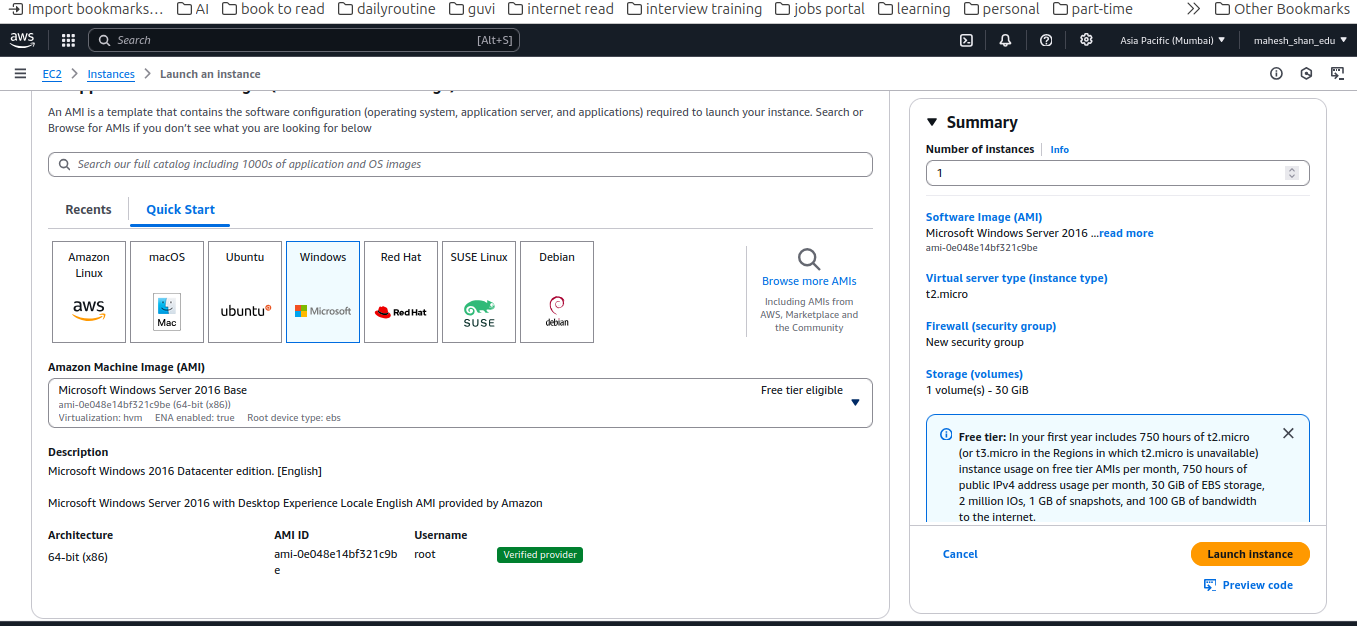 Import bookmarks... AI book to read dailyroutine guvi internet read interview training jobs portal learning personal part-time Other Bookmarks
aws Search [Alt+S] Asia Pacific (Mumbai) mahesh_shan_edu
EC2 Instances Launch an instance
An AMI is a template that contains the software configuration (operating system, application server, and applications) required to launch your instance. Search or
Browse for AMIs if you don't see what you are looking for below
Search our full catalog including 1000s of application and OS images
Recents Quick Start
Amazon
Linux
aws
macOS
Mac
Ubuntu
ubuntu
Windows
Microsoft
Red Hat
Red Hat
SUSE Linux
SUSE
Debian
debian
Browse more AMIs
Including AMIs from
AWS, Marketplace and
the Community
Amazon Machine Image (AMI)
Microsoft Windows Server 2016 Base Free tier eligible
ami-0e048e14bf321c9be (64-bit (x86))
Virtualization: hvm ENA enabled: true Root device type: ebs
Description
Microsoft Windows 2016 Datacenter edition. [English]
Microsoft Windows Server 2016 with Desktop Experience Locale English AMI provided by Amazon
Architecture AMI ID Username
64-bit (x86) ami-0e048e14bf321c9b root Verified provider
e
Summary
Number of instances Info
1
Software Image (AMI)
Microsoft Windows Server 2016 ...read more
ami-0e048e14bf321c9be
Virtual server type (instance type)
t2.micro
Firewall (security group)
New security group
Storage (volumes)
1 volume(s) - 30 GiB
Free tier: In your first year includes 750 hours of t2.micro
(or t3.micro in the Regions in which t2.micro is unavailable)
instance usage on free tier AMIs per month, 750 hours of
public IPv4 address usage per month, 30 GiB of EBS storage,
2 million IOs, 1 GB of snapshots, and 100 GB of bandwidth
to the internet.
Cancel Launch instance
Preview code